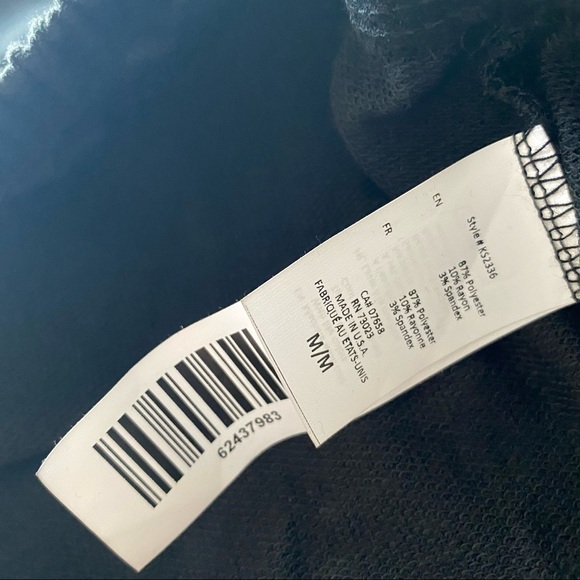 Style # KS2336
EN
87% Polyester
10% Rayon
3% Spandex
FR
87% Polyester
10% Rayonne
3% Spandex
CA# 07658
RN 73023
MADE IN U.S.A
FABRIQUÉ AU ETATS-UNIS
M/M
62437983